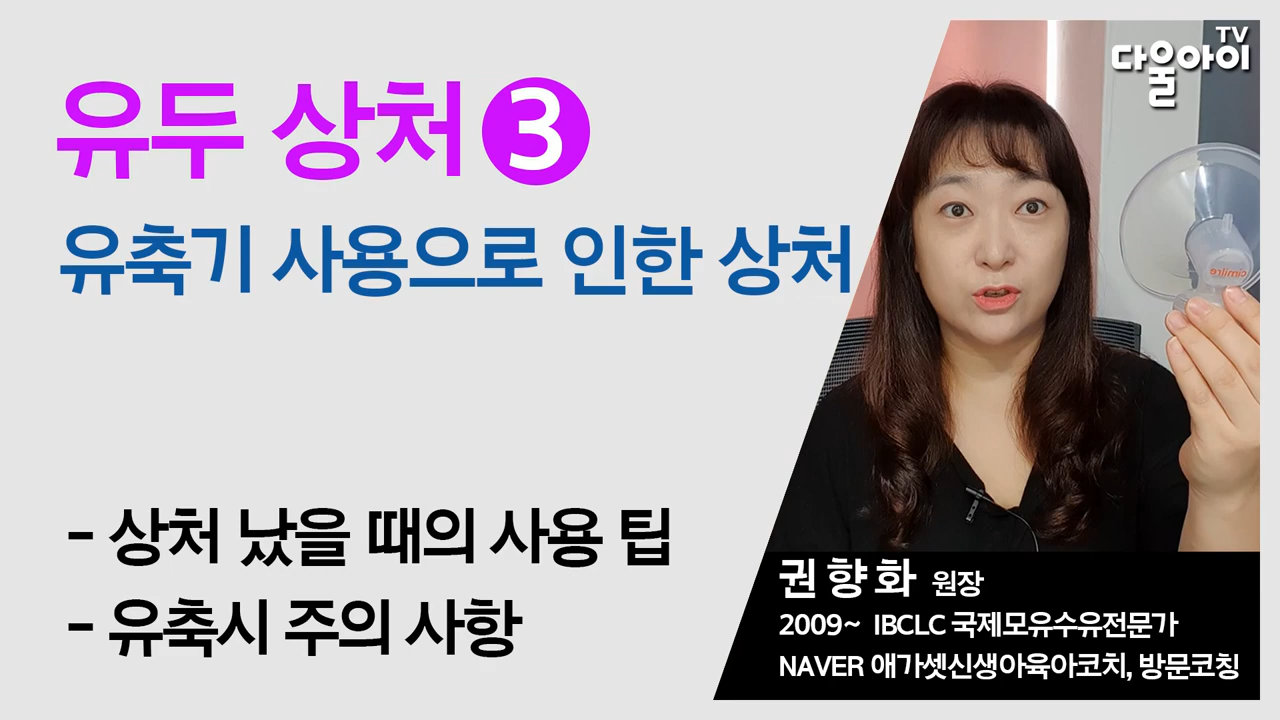 TV
다울아이
유두 상처 3
유축기 사용으로 인한 상처
cimilre
- 상처 났을 때의 사용 팁
- 유축시 주의 사항
권향화 원장
2009~ IBCLC 국제모유수유전문가
NAVER 애가셋신생아육아코치, 방문코칭